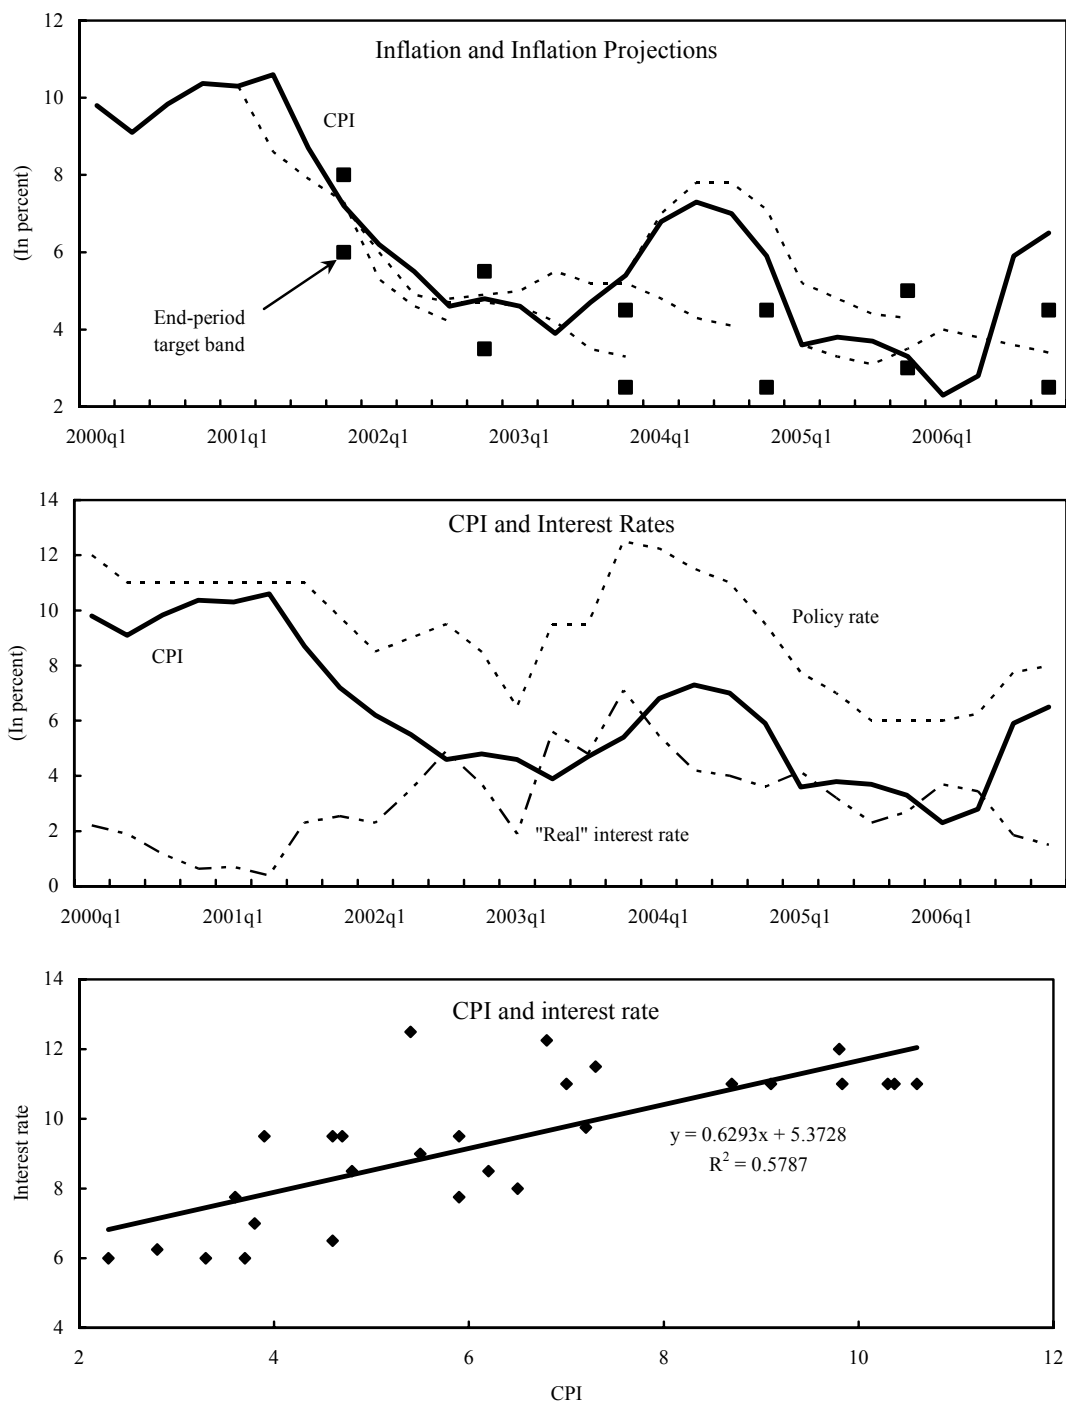 Inflation and Inflation Projections
12
10
8
6
4
2
(In percent)
CPI
End-period
target band
2000q1 2001q1 2002q1 2003q1 2004q1 2005q1 2006q1
CPI and Interest Rates
14
12
10
8
6
4
2
0
(In percent)
Policy rate
CPI
"Real" interest rate
2000q1 2001q1 2002q1 2003q1 2004q1 2005q1 2006q1
CPI and interest rate
14
12
10
8
6
4
Interest rate
y = 0.6293x + 5.3728
R² = 0.5787
2 4 6 8 10 12
CPI